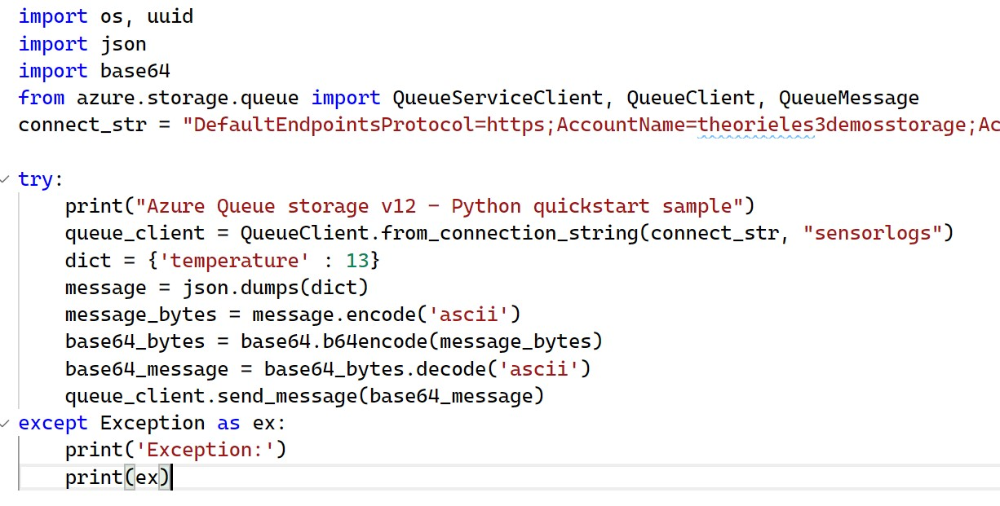 import os, uuid
import json
import base64
from azure.storage.queue import QueueServiceClient, QueueClient, QueueMessage
connect_str = "DefaultEndpointsProtocol=https;AccountName=theorieles3demosstorage;Ac
try:
    print("Azure Queue storage v12 - Python quickstart sample")
    queue_client = QueueClient.from_connection_string(connect_str, "sensorlogs")
    dict = {'temperature' : 13}
    message = json.dumps(dict)
    message_bytes = message.encode('ascii')
    base64_bytes = base64.b64encode(message_bytes)
    base64_message = base64_bytes.decode('ascii')
    queue_client.send_message(base64_message)
except Exception as ex:
    print('Exception:')
    print(ex)